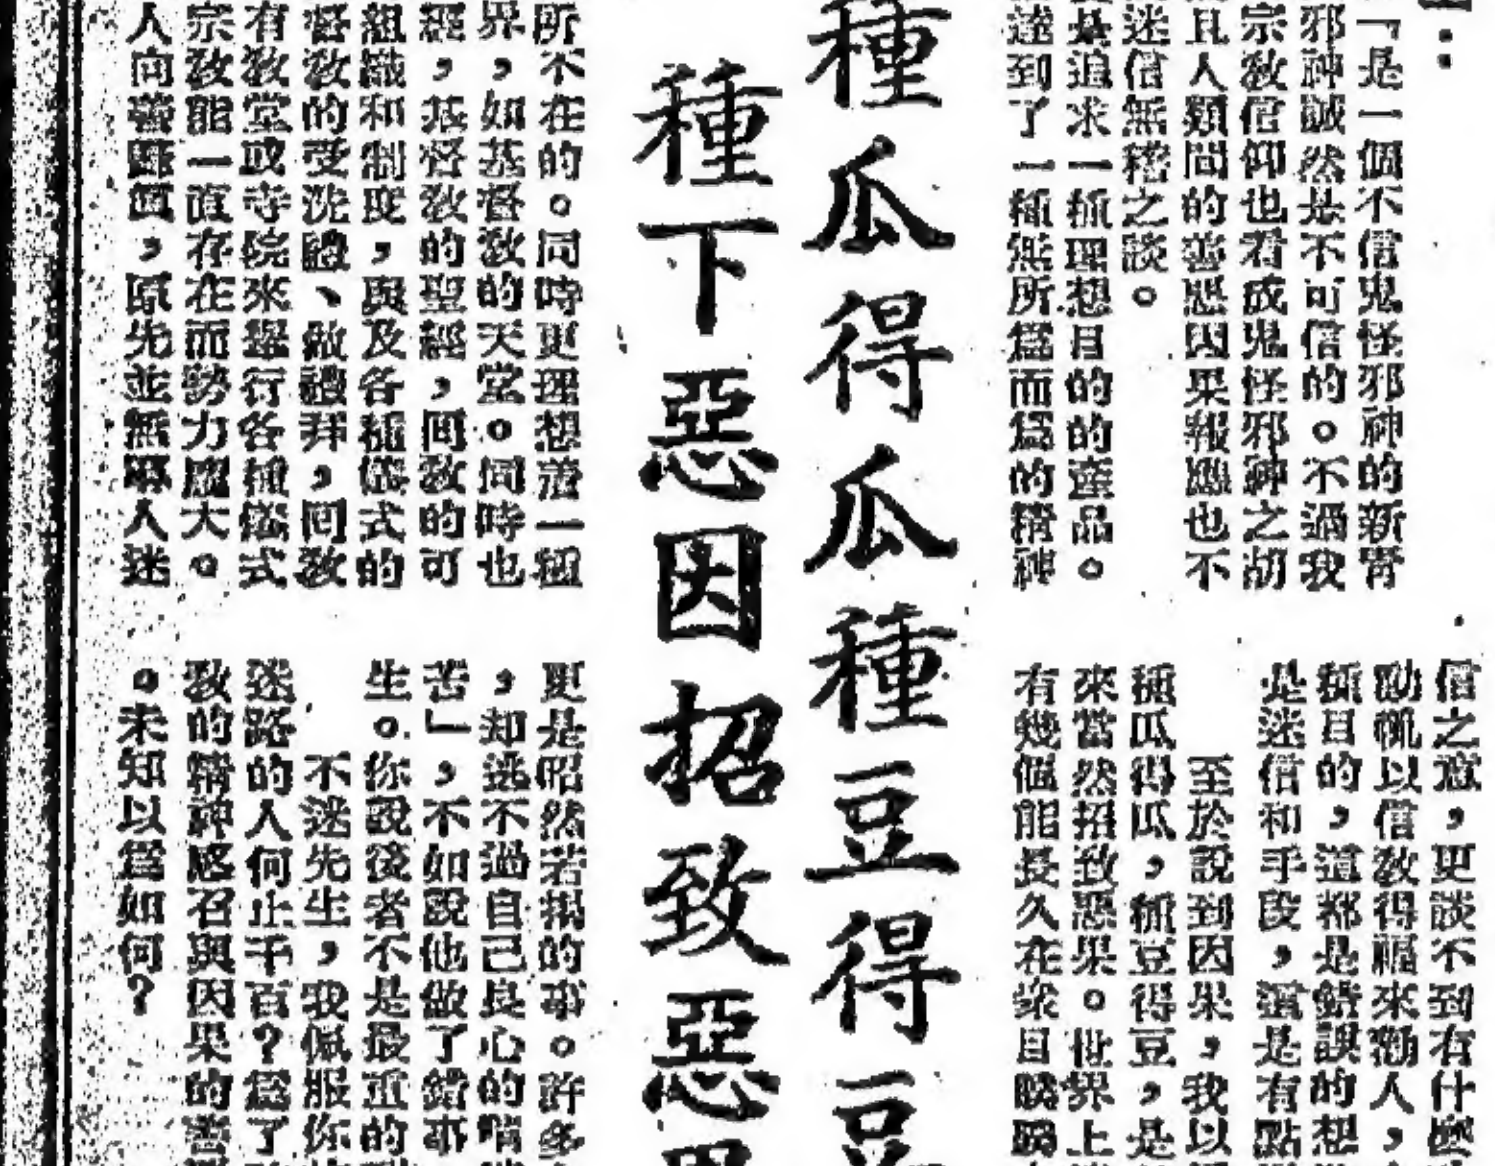 「是一個不信鬼怪邪神的新青
邪神誠然是不可信的。不過我
宗教信仰也看成鬼怪邪神之胡
且人類間的善惡因果報應也不
迷信無稽之談。
是追求一種理想目的的產品。
達到了一種無所爲而爲的精神
種瓜得瓜種豆得豆
種下惡因招致惡
所不在的。同時更理想着一種
界,如基督教的天堂。同時也
經,基督教的聖經,回教的可
組織和制度,與及各種儀式的
督教的受洗禮、做禮拜,回教
有教堂或寺院來舉行各種儀式
宗教能一直存在而勢力龐大。
人向善歸眞,原先並無導人迷
信之意,更談不到有什麼
動機以信教得福來勸人,
種目的,這都是錯誤的想
是迷信和手段,還是有點
至於說到因果,我以
種瓜得瓜,種豆得豆,是
來當然招致惡果。世界上
有幾個能長久在衆目睽睽
更是昭然若揭的事。許多
,却逃不過自己良心的
苦」,不如說他做了錯事
生。你說後者不是最重的
不迷先生,我佩服你
迷路的人何止千百?爲了
教的精神感召與因果的
。未知以爲如何?